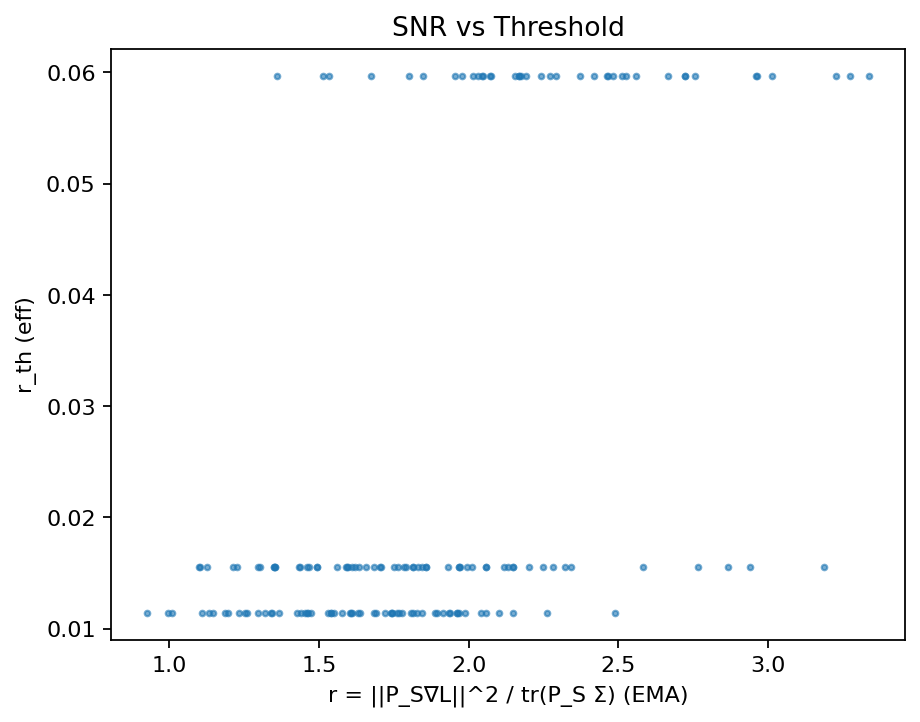 SNR vs Threshold
0.06
0.05
0.04
0.03
0.02
0.01
r_th (eff)
1.0 1.5 2.0 2.5 3.0
r = ||P_S∇L||^2 / tr(P_S Σ) (EMA)